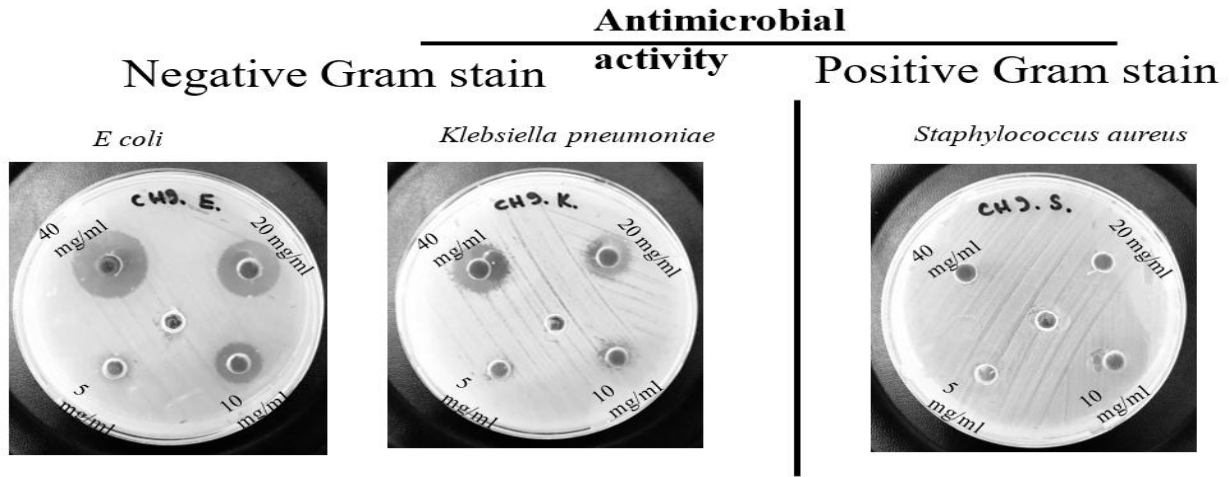 Antimicrobial
activity
Negative Gram stain
Positive Gram stain
E coli
Klebsiella pneumoniae
Staphylococcus aureus
CH9. E.
40
mg/ml
20 mg/ml
5
mg/ml
10
mg/ml
CH9. K.
40
mg/ml
20 mg/ml
5
mg/ml
10
mg/ml
CH9. S.
40
mg/ml
20 mg/ml
5
mg/ml
10
mg/ml